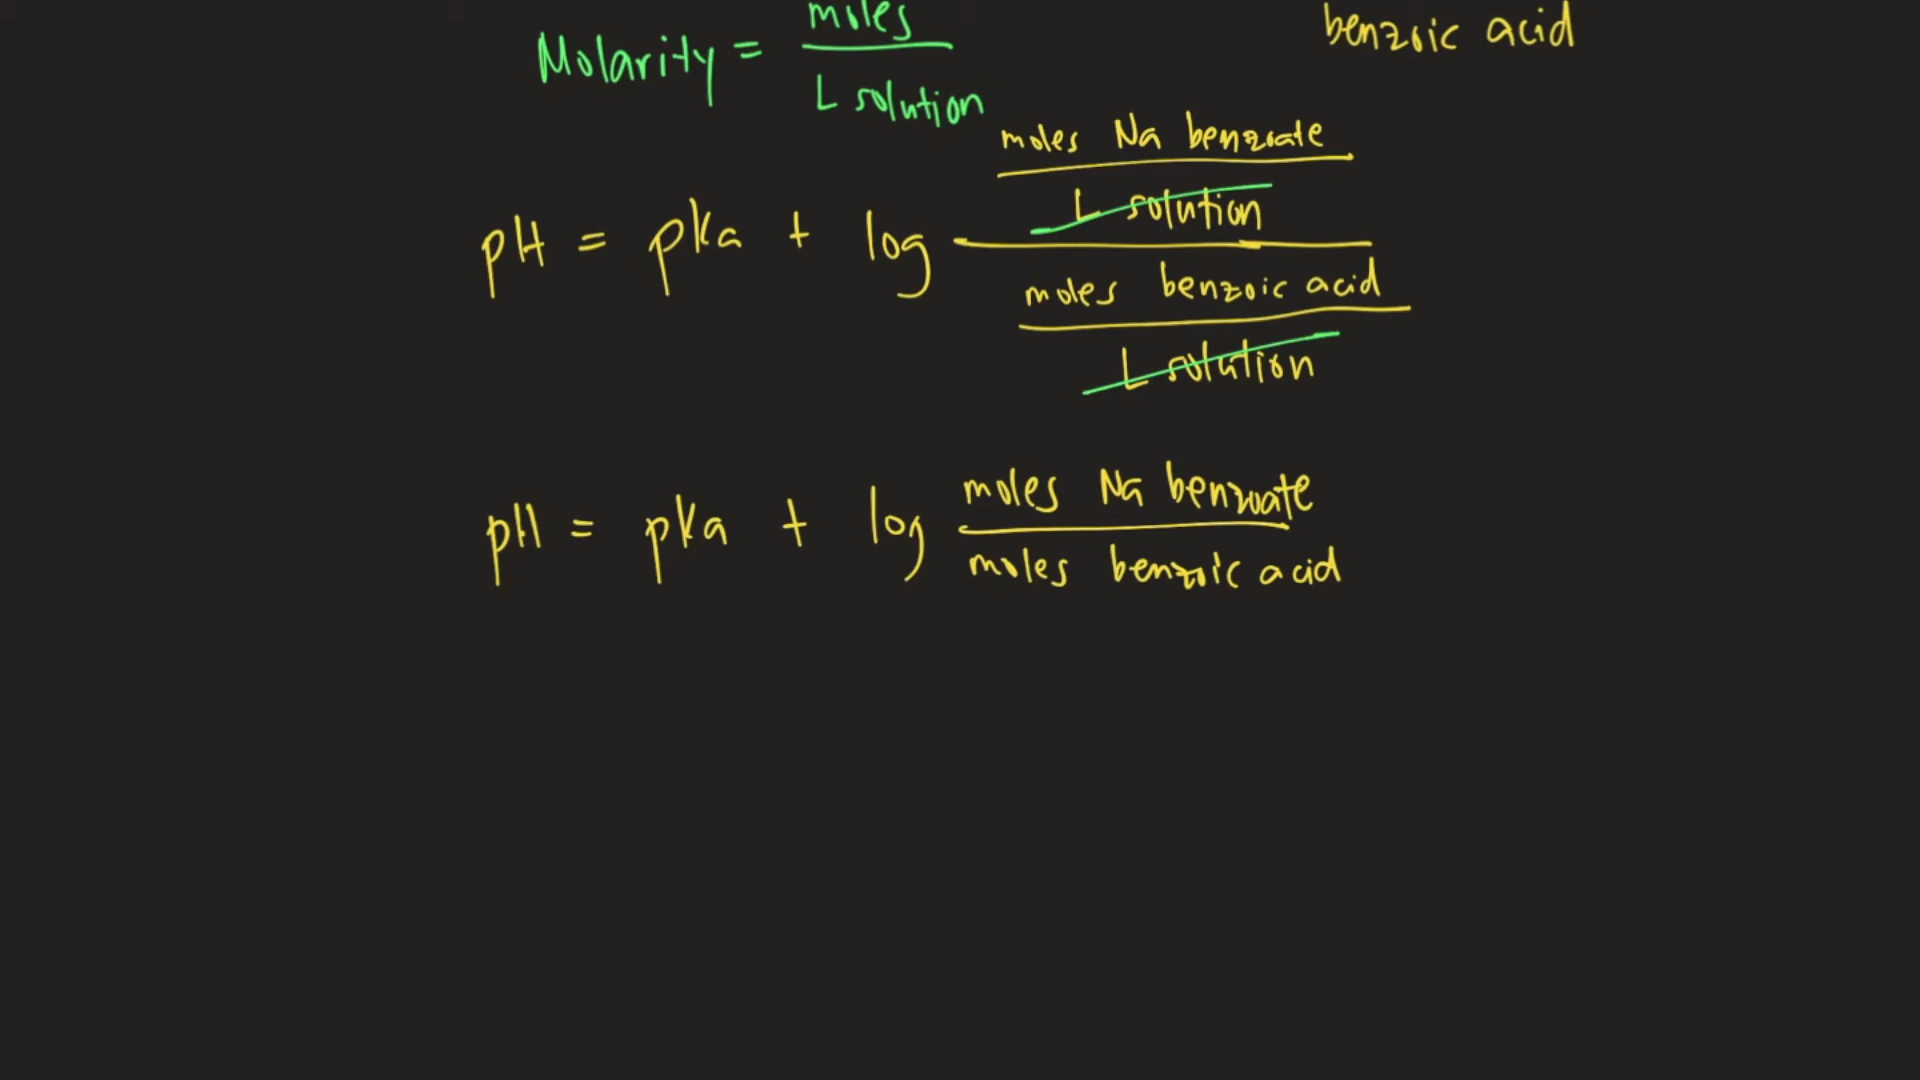 Molarity = moles / L solution
benzoic acid
pH = pka + log (moles Na benzoate / L solution) / (moles benzoic acid / L solution)
pH = pka + log moles Na benzoate / moles benzoic acid